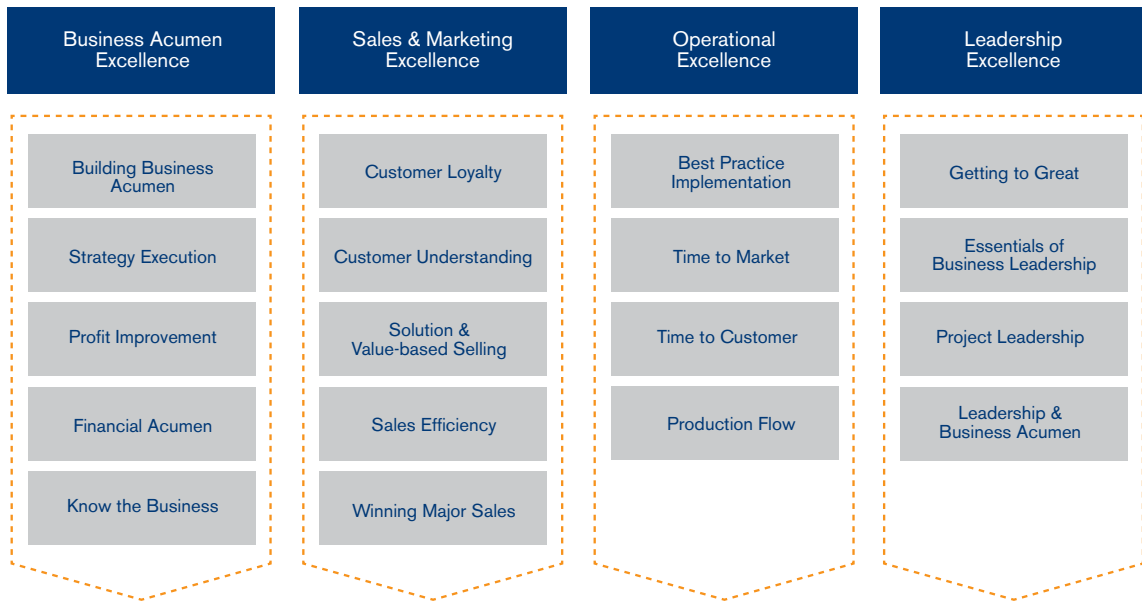 Business Acumen
Excellence
Building Business
Acumen
Strategy Execution
Profit Improvement
Financial Acumen
Know the Business
Sales & Marketing
Excellence
Customer Loyalty
Customer Understanding
Solution &
Value-based Selling
Sales Efficiency
Winning Major Sales
Operational
Excellence
Best Practice
Implementation
Time to Market
Time to Customer
Production Flow
Leadership
Excellence
Getting to Great
Essentials of
Business Leadership
Project Leadership
Leadership &
Business Acumen